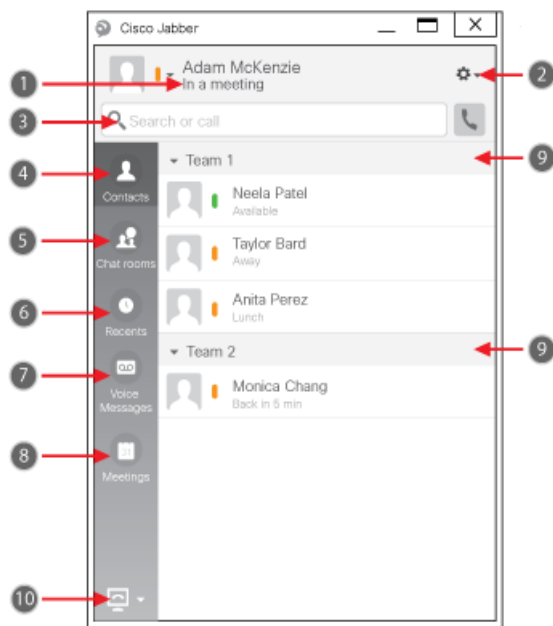 Cisco Jabber
Adam McKenzie
1
In a meeting
2
3
Search or call
4
Contacts
Team 1
9
Neela Patel
Available
5
Chat rooms
Taylor Bard
Away
6
Recents
Anita Perez
Lunch
7
Voice
Messages
Team 2
9
Monica Chang
Back in 5 min
8
31
Meetings
10